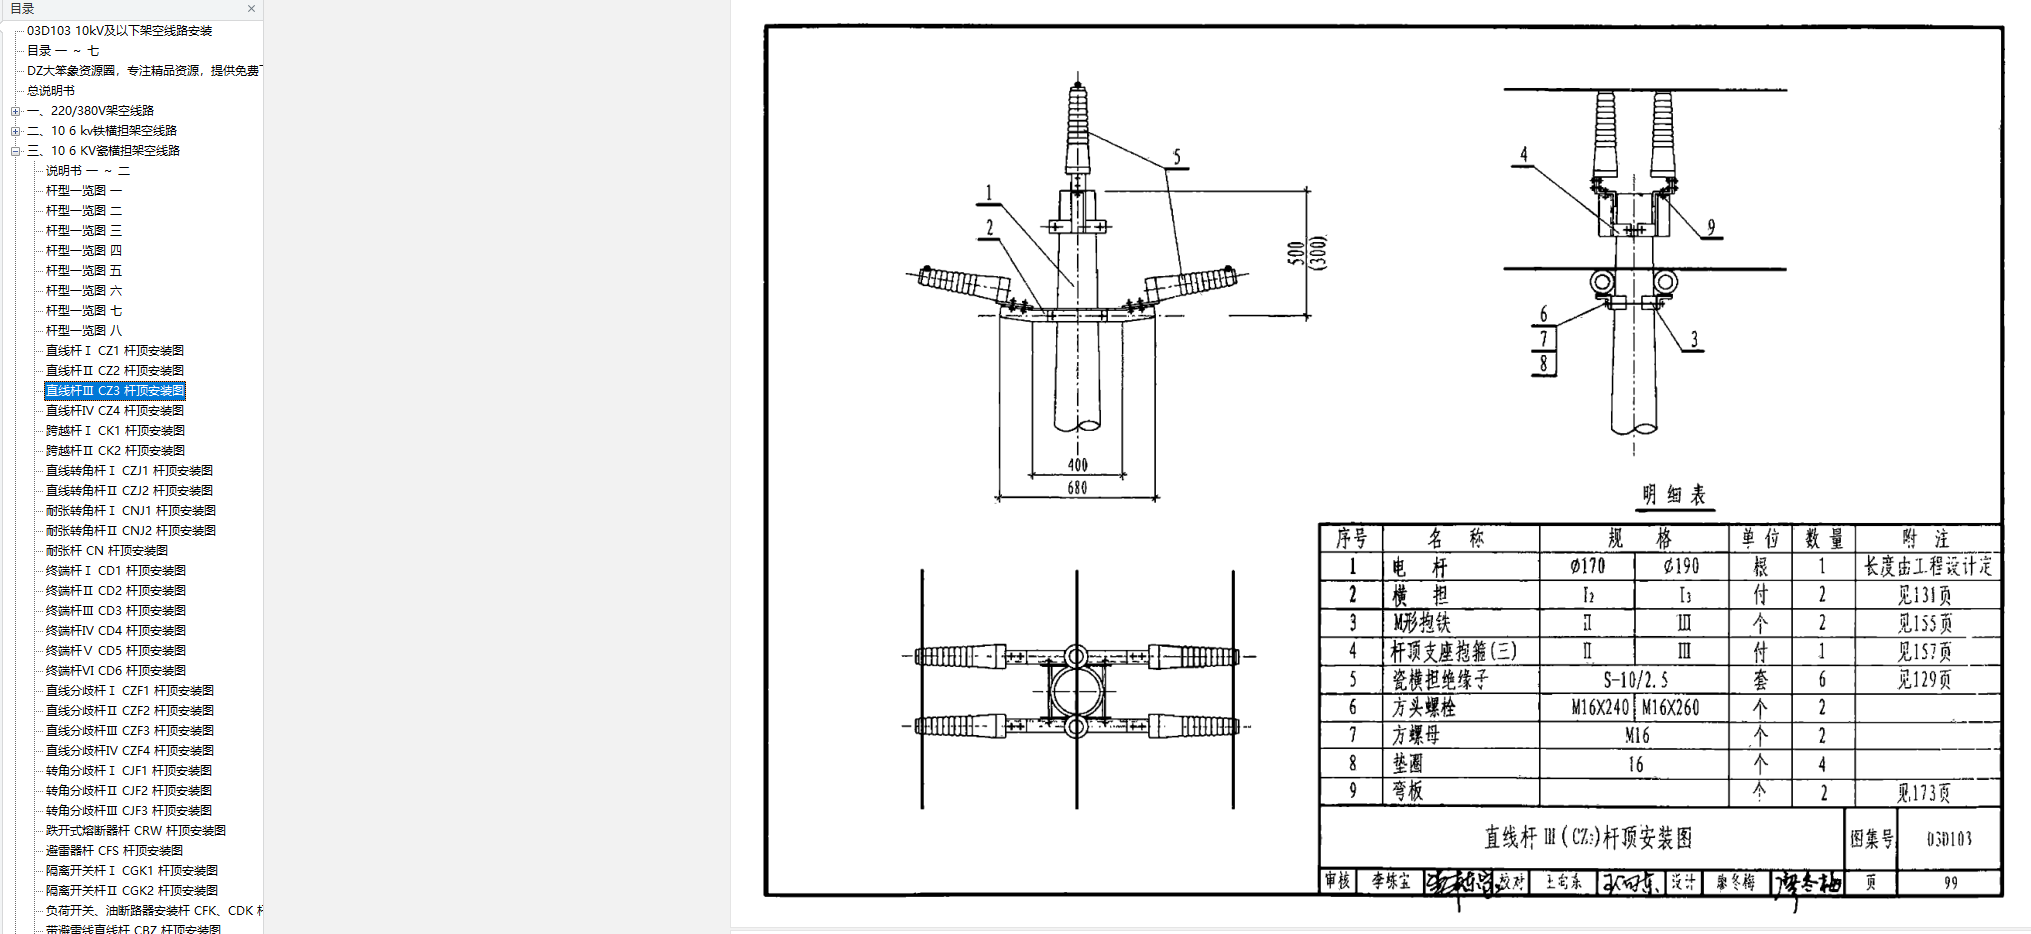 目录
03D103 10kV及以下架空线路安装
目录 一 ~ 七
DZ大笨象资源圈，专注精品资源，提供免费
总说明书
一、220/380V架空线路
二、10 6 kv铁横担架空线路
三、10 6 KV瓷横担架空线路
说明书 一 ~ 二
杆型一览图 一
杆型一览图 二
杆型一览图 三
杆型一览图 四
杆型一览图 五
杆型一览图 六
杆型一览图 七
杆型一览图 八
直线杆Ⅰ CZ1 杆顶安装图
直线杆Ⅱ CZ2 杆顶安装图
直线杆Ⅲ CZ3 杆顶安装图
直线杆Ⅳ CZ4 杆顶安装图
跨越杆Ⅰ CK1 杆顶安装图
跨越杆Ⅱ CK2 杆顶安装图
直线转角杆Ⅰ CZJ1 杆顶安装图
直线转角杆Ⅱ CZJ2 杆顶安装图
耐张转角杆Ⅰ CNJ1 杆顶安装图
耐张转角杆Ⅱ CNJ2 杆顶安装图
耐张杆 CN 杆顶安装图
终端杆Ⅰ CD1 杆顶安装图
终端杆Ⅱ CD2 杆顶安装图
终端杆Ⅲ CD3 杆顶安装图
终端杆Ⅳ CD4 杆顶安装图
终端杆Ⅴ CD5 杆顶安装图
终端杆Ⅵ CD6 杆顶安装图
直线分歧杆Ⅰ CZF1 杆顶安装图
直线分歧杆Ⅱ CZF2 杆顶安装图
直线分歧杆Ⅲ CZF3 杆顶安装图
直线分歧杆Ⅳ CZF4 杆顶安装图
转角分歧杆Ⅰ CJF1 杆顶安装图
转角分歧杆Ⅱ CJF2 杆顶安装图
转角分歧杆Ⅲ CJF3 杆顶安装图
跌开式熔断器杆 CRW 杆顶安装图
避雷器杆 CFS 杆顶安装图
隔离开关杆Ⅰ CGK1 杆顶安装图
隔离开关杆Ⅱ CGK2 杆顶安装图
负荷开关、油断路器安装杆 CFK、CDK 杆
带避雷线直线杆 CBZ 杆顶安装图
5
1
2
500
(300)
400
680
4
9
6
7
8
3
明细表
序号 名称 规格 单位 数量 附注
1 电杆 Ø170 Ø190 根 1 长度由工程设计定
2 横担 I₂ I₃ 付 2 见131页
3 M形抱铁 Ⅱ Ⅲ 个 2 见155页
4 杆顶支座抱箍(三) Ⅱ Ⅲ 付 1 见157页
5 瓷横担绝缘子 S-10/2.5 套 6 见129页
6 方头螺栓 M16X240 M16X260 个 2
7 方螺母 M16 个 2
8 垫圈 16 个 4
9 弯板 个 2 见173页
直线杆Ⅲ(CZ₃)杆顶安装图 图集号 03D103
审核 李栋宝 校对 王向东 设计 廖冬梅 页 99